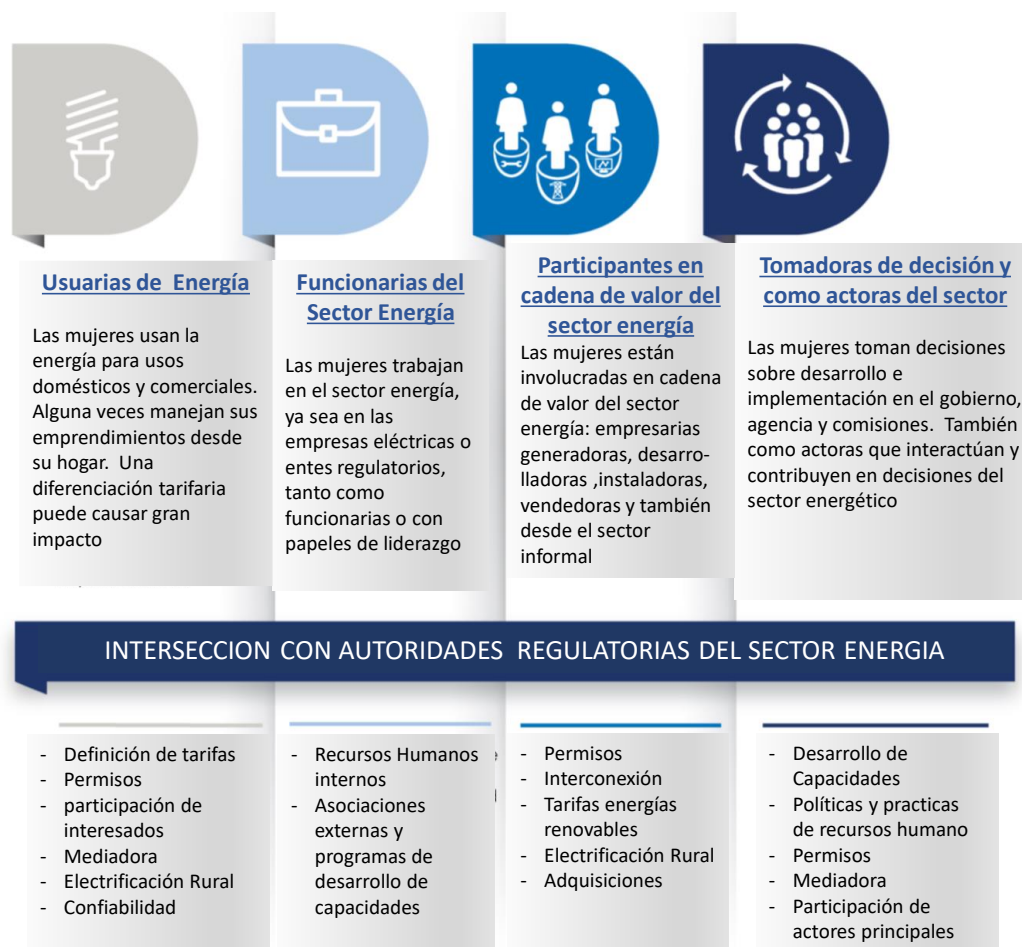 Usuarias de Energía
Las mujeres usan la
energía para usos
domésticos y comerciales.
Alguna veces manejan sus
emprendimientos desde
su hogar. Una
diferenciación tarifaria
puede causar gran
impacto
Funcionarias del
Sector Energía
Las mujeres trabajan
en el sector energía,
ya sea en las
empresas eléctricas o
entes regulatorios,
tanto como
funcionarias o con
papeles de liderazgo
Participantes en
cadena de valor del
sector energía
Las mujeres están
involucradas en cadena
de valor del sector
energía: empresarias
generadoras, desarro-
lladoras ,instaladoras,
vendedoras y también
desde el sector
informal
Tomadoras de decisión y
como actoras del sector
Las mujeres toman decisiones
sobre desarrollo e
implementación en el gobierno,
agencia y comisiones. También
como actoras que interactúan y
contribuyen en decisiones del
sector energético
INTERSECCION CON AUTORIDADES REGULATORIAS DEL SECTOR ENERGIA
- Definición de tarifas
- Permisos
- participación de
interesados
- Mediadora
- Electrificación Rural
- Confiabilidad
- Recursos Humanos
internos
- Asociaciones
externas y
programas de
desarrollo de
capacidades
- Permisos
- Interconexión
- Tarifas energías
renovables
- Electrificación Rural
- Adquisiciones
- Desarrollo de
Capacidades
- Políticas y practicas
de recursos humano
- Permisos
- Mediadora
- Participación de
actores principales